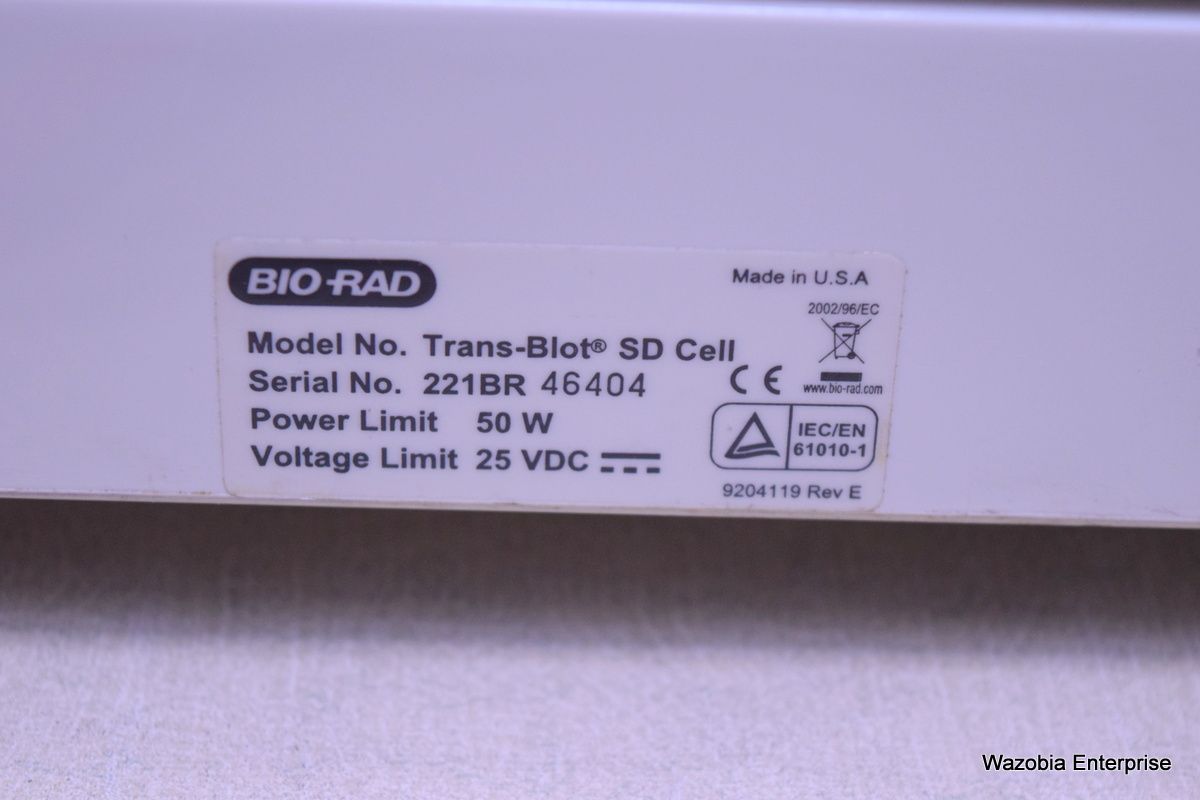 BIO-RAD
Made in U.S.A
2002/96/EC
Model No. Trans-Blot® SD Cell
Serial No. 221BR 46404
CE
www.bio-rad.com
Power Limit 50 W
IEC/EN
61010-1
Voltage Limit 25 VDC
9204119 Rev E
Wazobia Enterprise